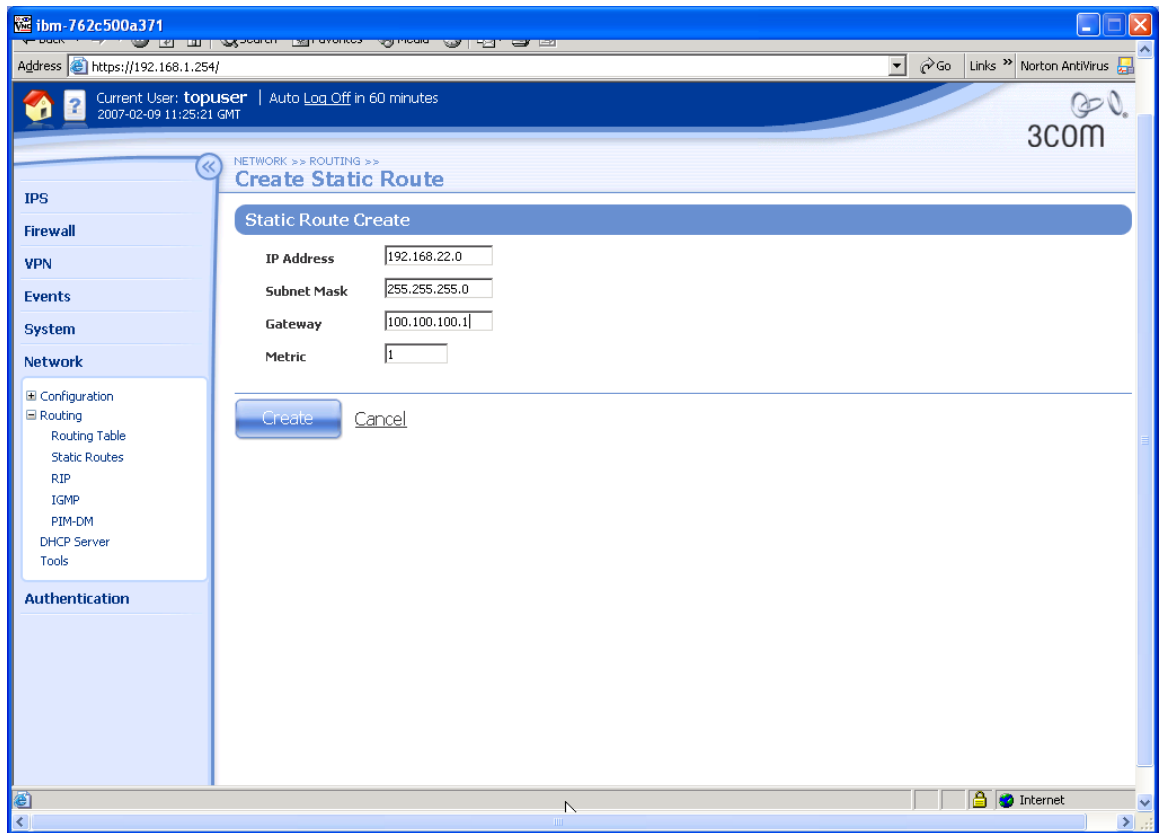 ibm-762c500a371
Back Search Favorites Media
Address https://192.168.1.254/ Go Links » Norton AntiVirus
Current User: topuser | Auto Log Off in 60 minutes
2007-02-09 11:25:21 GMT
3COM
NETWORK >> ROUTING >>
Create Static Route
IPS
Firewall
VPN
Events
System
Network
Configuration
Routing
Routing Table
Static Routes
RIP
IGMP
PIM-DM
DHCP Server
Tools
Authentication
Static Route Create
IP Address 192.168.22.0
Subnet Mask 255.255.255.0
Gateway 100.100.100.1
Metric 1
Create Cancel
Internet